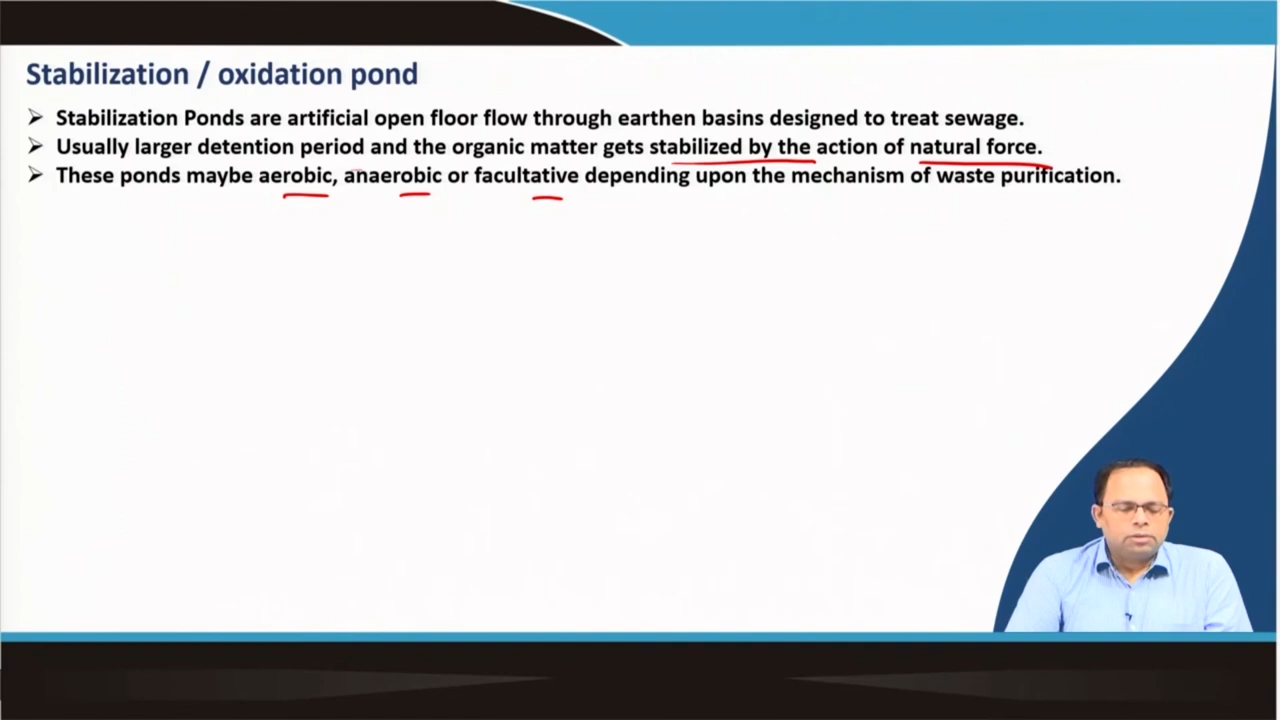 Stabilization / oxidation pond
➢ Stabilization Ponds are artificial open floor flow through earthen basins designed to treat sewage.
➢ Usually larger detention period and the organic matter gets stabilized by the action of natural force.
➢ These ponds maybe aerobic, anaerobic or facultative depending upon the mechanism of waste purification.